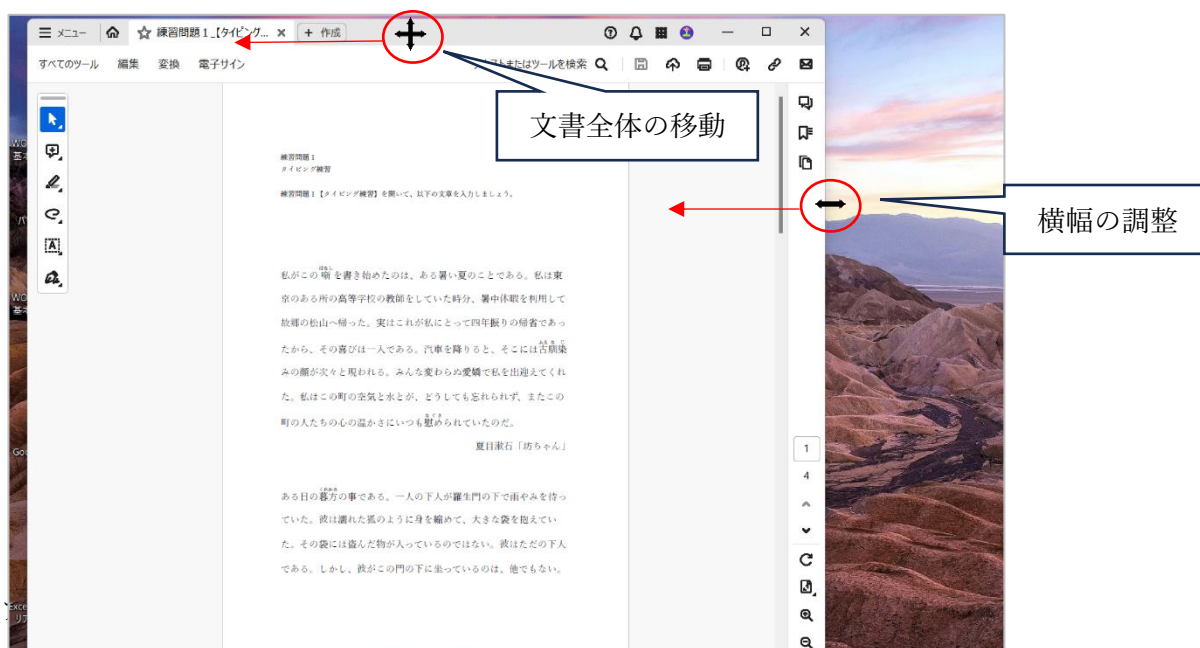 メニュー
練習問題１_【タイピング... ×
+ 作成
すべてのツール 編集 変換 電子サイン
ストまたはツールを検索
文書全体の移動
練習問題 1
タイピング練習
練習問題 1【タイピング練習】を開いて、以下の文章を入力しましょう。
横幅の調整
はなし
私がこの噺を書き始めたのは、ある暑い夏のことである。私は東
京のある所の高等学校の教師をしていた時分、暑中休暇を利用して
故郷の松山へ帰った。実はこれが私にとって四年振りの帰省であっ
たから、その喜びは一入である。汽車を降りると、そこには古馴染
みの顔が次々と現われる。みんな変わらぬ愛嬌で私を出迎えてくれ
た。私はこの町の空気と水とが、どうしても忘れられず、またこの
なぐさ
町の人たちの心の温かさにいつも慰められていたのだ。
夏目漱石「坊ちゃん」
くれかた
ある日の暮方の事である。一人の下人が羅生門の下で雨やみを待っ
ていた。彼は濡れた狐のように身を縮めて、大きな袋を抱えてい
た。その袋には盗んだ物が入っているのではない。彼はただの下人
である。しかし、彼がこの門の下に坐っているのは、他でもない。
1
4